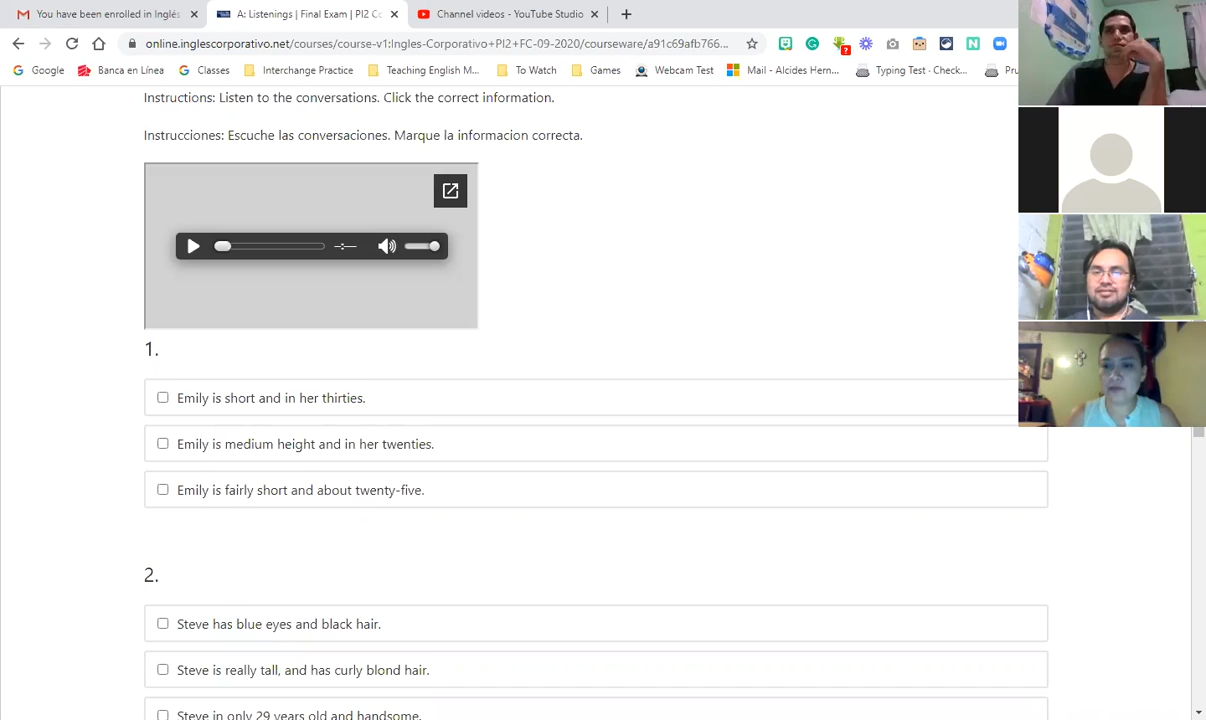 You have been enrolled in Inglés
A: Listenings | Final Exam | PI2 Co
Channel videos - YouTube Studio
online.inglescorporativo.net/courses/course-v1:Ingles-Corporativo+PI2+FC-09-2020/courseware/a91c69afb766...
Google
Banca en Línea
Classes
Interchange Practice
Teaching English M...
To Watch
Games
Webcam Test
Mail - Alcides Hern...
Typing Test · Check...
Pru
Instructions: Listen to the conversations. Click the correct information.
Instrucciones: Escuche las conversaciones. Marque la informacion correcta.
1.
Emily is short and in her thirties.
Emily is medium height and in her twenties.
Emily is fairly short and about twenty-five.
2.
Steve has blue eyes and black hair.
Steve is really tall, and has curly blond hair.
Steve in only 29 years old and handsome.